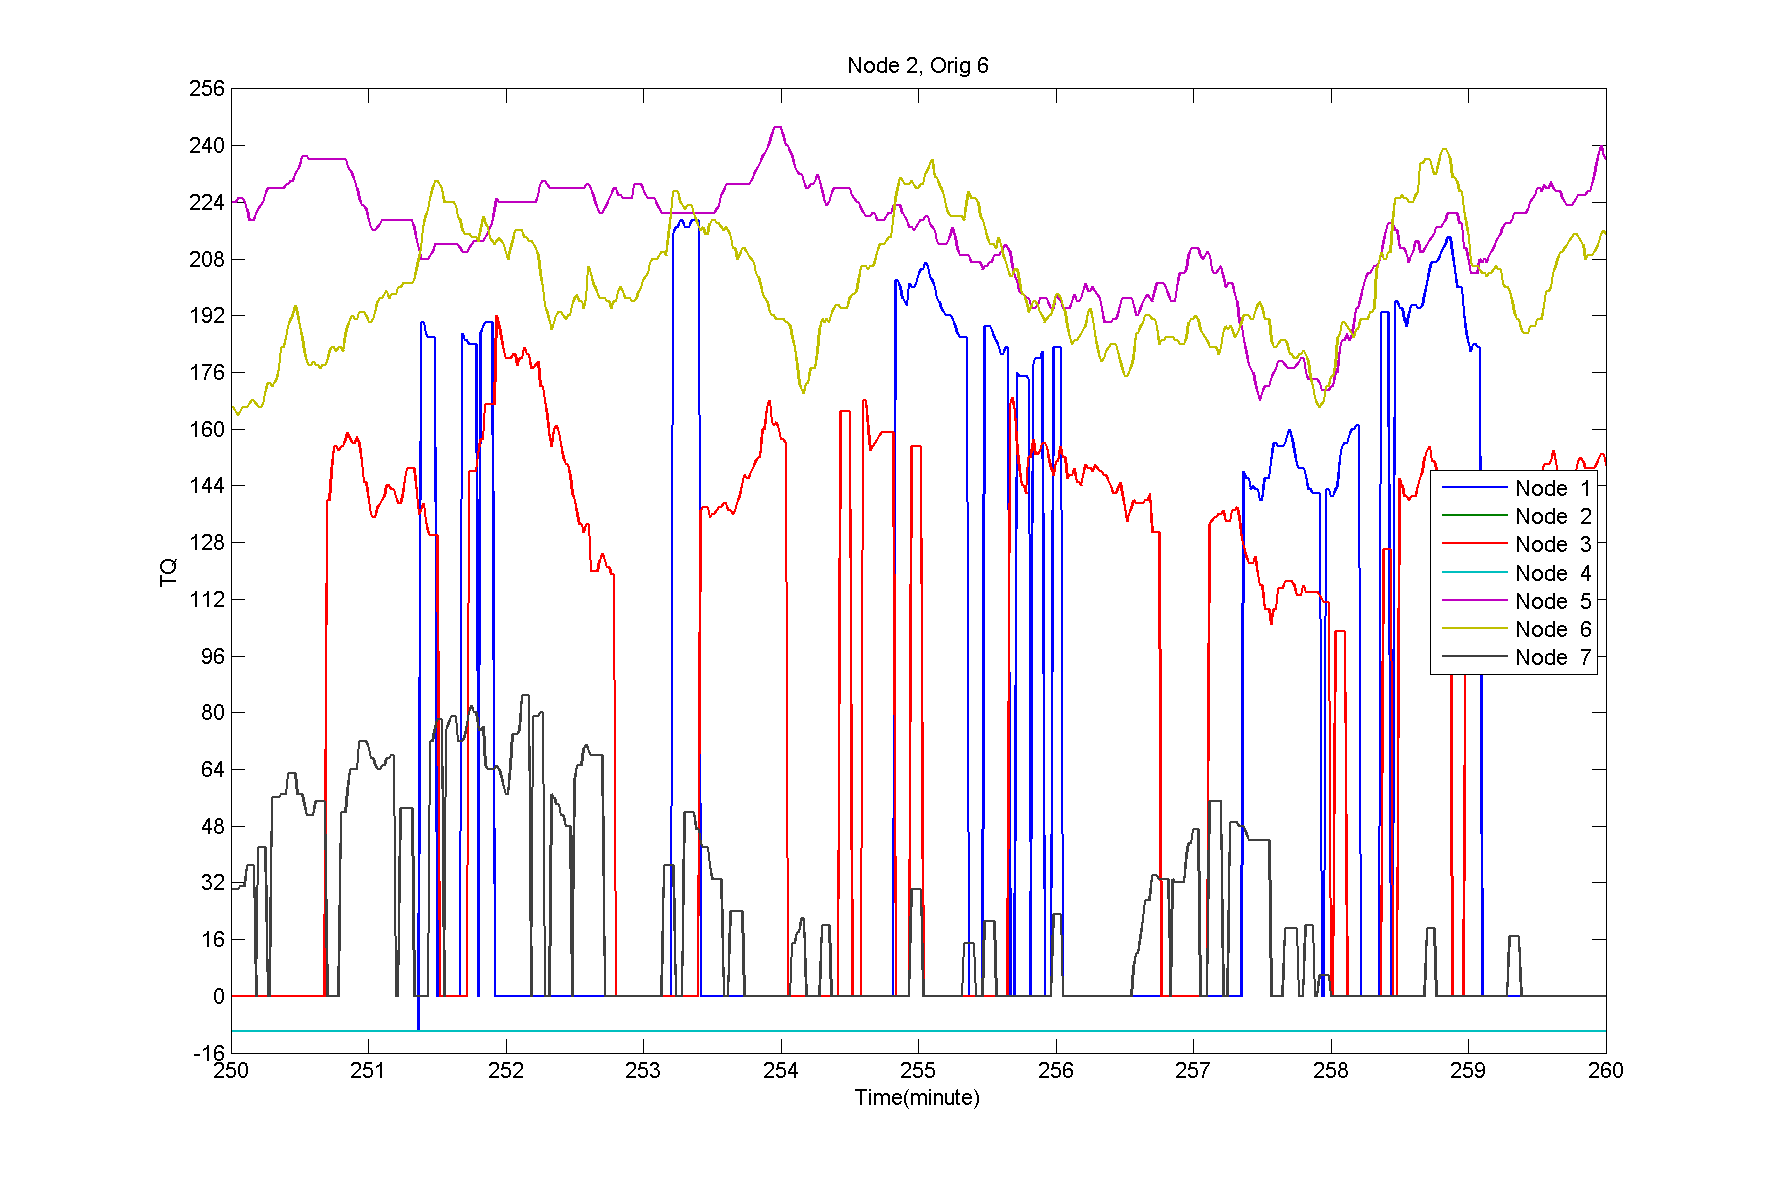 Node 2, Orig 6
256
240
224
208
192
176
160
144
128
112
96
80
64
48
32
16
0
-16
TQ
250 251 252 253 254 255 256 257 258 259 260
Time(minute)
Node 1
Node 2
Node 3
Node 4
Node 5
Node 6
Node 7